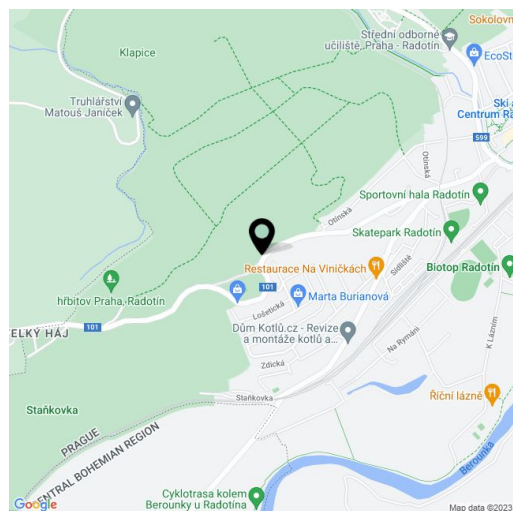 Sokolovn
Střední odborné
učiliště, Praha - Radotín
Klapice
EcoSt
Truhlářství
Matouš Janíček
Ski a
Centrum Ra
599
Otínská
Sportovní hala Radotín
Otínská
Skatepark Radotín
Restaurace Na Viničkách
Sídliště
Biotop Radotín
hřbitov Praha, Radotín
101
Marta Burianová
Lošetická
101
ELKÝ HÁJ
Dům Kotlů.cz - Revize
a montáže kotlů a...
Na Rymáni
K Lázním
Zdická
Staňkovka
Říční lázně
Staňkovka
PRAGUE
CENTRAL BOHEMIAN REGION
Berounka
Cyklotrasa kolem
Berounky u Radotína
Google
Map data ©2023